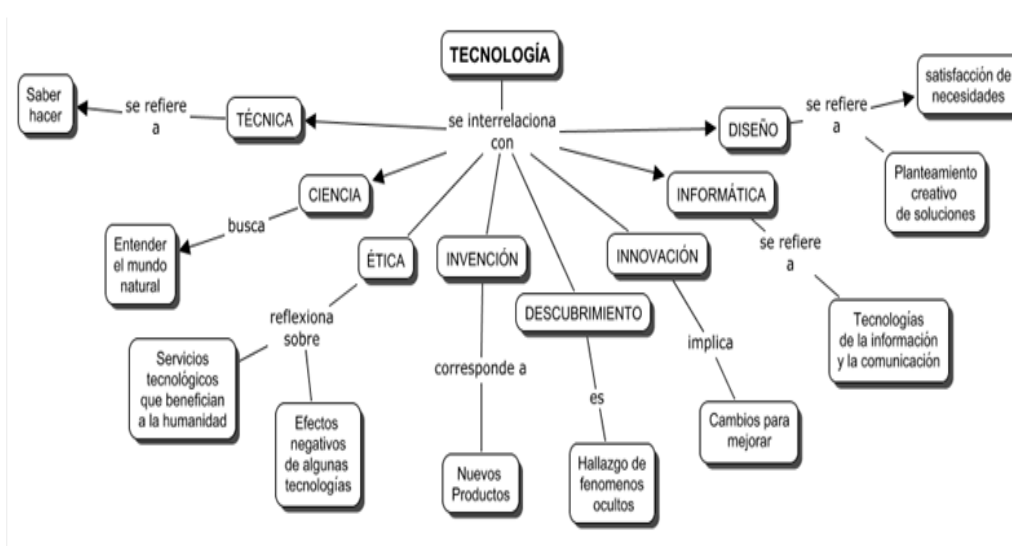 TECNOLOGÍA
se interrelaciona
con
TÉCNICA
se refiere
a
Saber
hacer
CIENCIA
busca
Entender
el mundo
natural
ÉTICA
reflexiona
sobre
Servicios
tecnológicos
que benefician
a la humanidad
Efectos
negativos
de algunas
tecnologías
INVENCIÓN
corresponde a
Nuevos
Productos
DESCUBRIMIENTO
es
Hallazgo de
fenomenos
ocultos
INNOVACIÓN
implica
Cambios para
mejorar
INFORMÁTICA
se refiere
a
Tecnologías
de la información
y la comunicación
DISEÑO
se refiere
a
satisfacción de
necesidades
Planteamiento
creativo
de soluciones